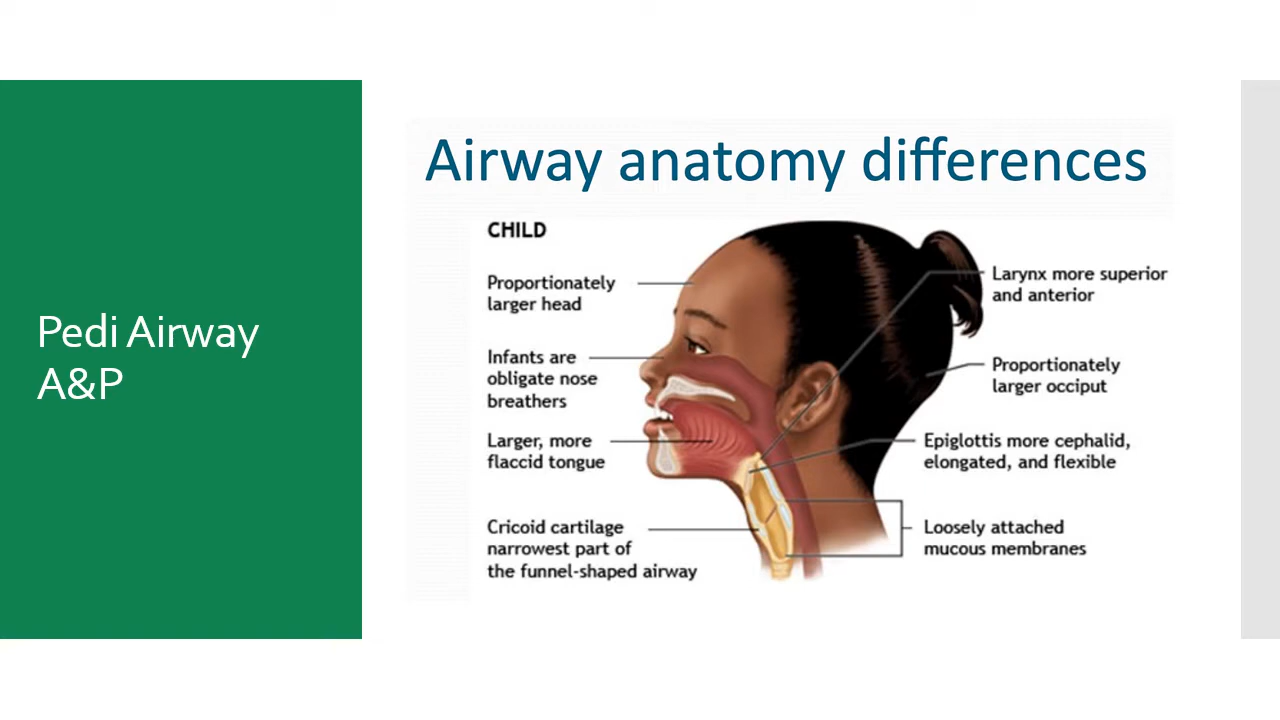 Pedi Airway
A&P
Airway anatomy differences
CHILD
Proportionately
larger head
Infants are
obligate nose
breathers
Larger, more
flaccid tongue
Cricoid cartilage
narrowest part of
the funnel-shaped airway
Larynx more superior
and anterior
Proportionately
larger occiput
Epiglottis more cephalid,
elongated, and flexible
Loosely attached
mucous membranes